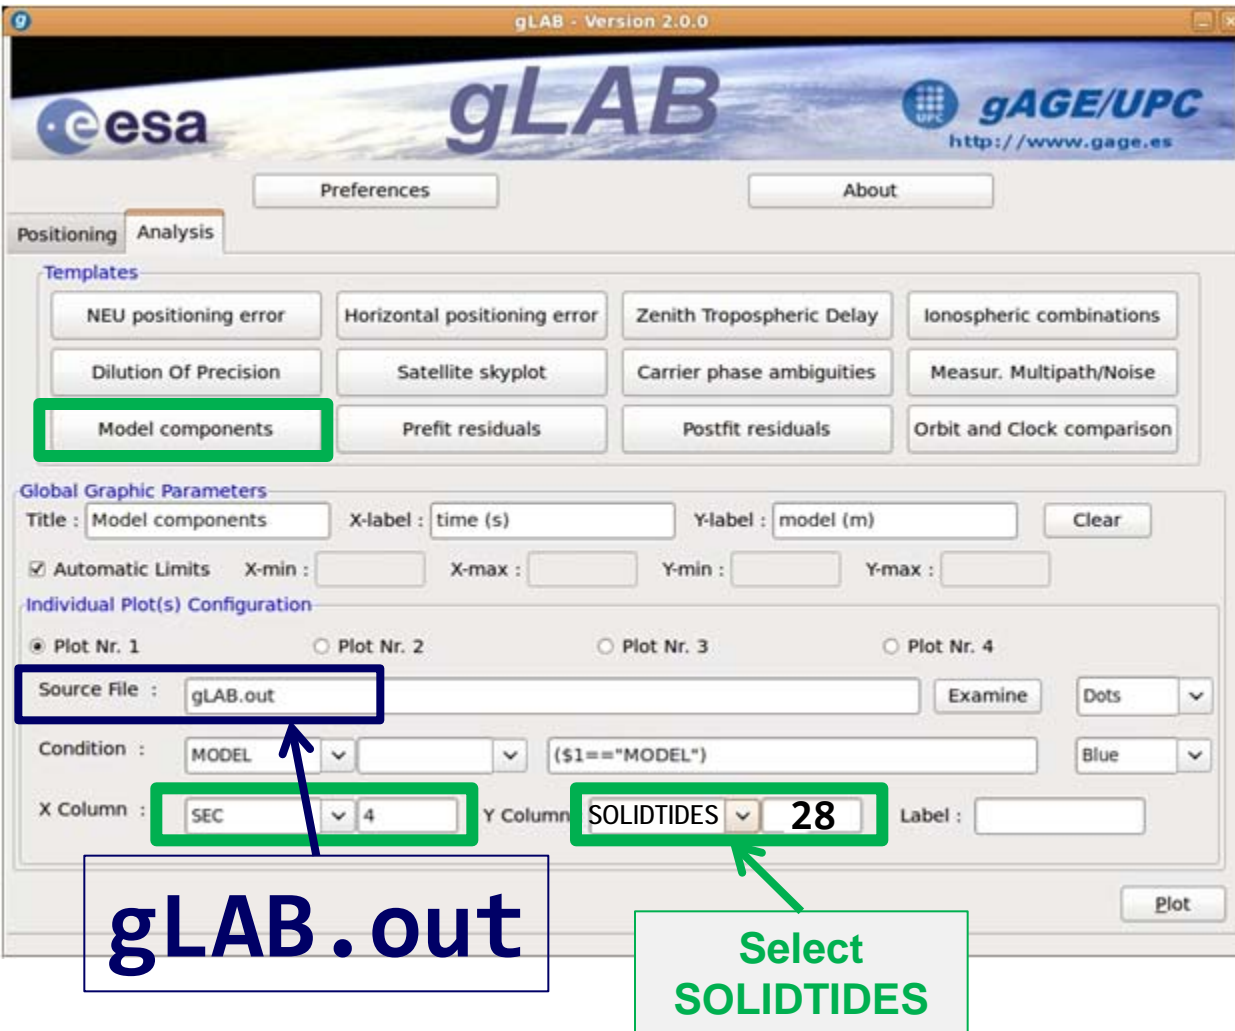 gLAB - Version 2.0.0
esa
gLAB
UPC
gAGE/UPC
http://www.gage.es
Preferences
About
Positioning
Analysis
Templates
NEU positioning error
Horizontal positioning error
Zenith Tropospheric Delay
Ionospheric combinations
Dilution Of Precision
Satellite skyplot
Carrier phase ambiguities
Measur. Multipath/Noise
Model components
Prefit residuals
Postfit residuals
Orbit and Clock comparison
Global Graphic Parameters
Title : Model components X-label : time (s) Y-label : model (m) Clear
Automatic Limits X-min : X-max : Y-min : Y-max :
Individual Plot(s) Configuration
Plot Nr. 1 Plot Nr. 2 Plot Nr. 3 Plot Nr. 4
Source File : gLAB.out Examine Dots
Condition : MODEL ($1=="MODEL") Blue
X Column : SEC 4 Y Column SOLIDTIDES 28 Label :
Plot
gLAB.out
Select
SOLIDTIDES